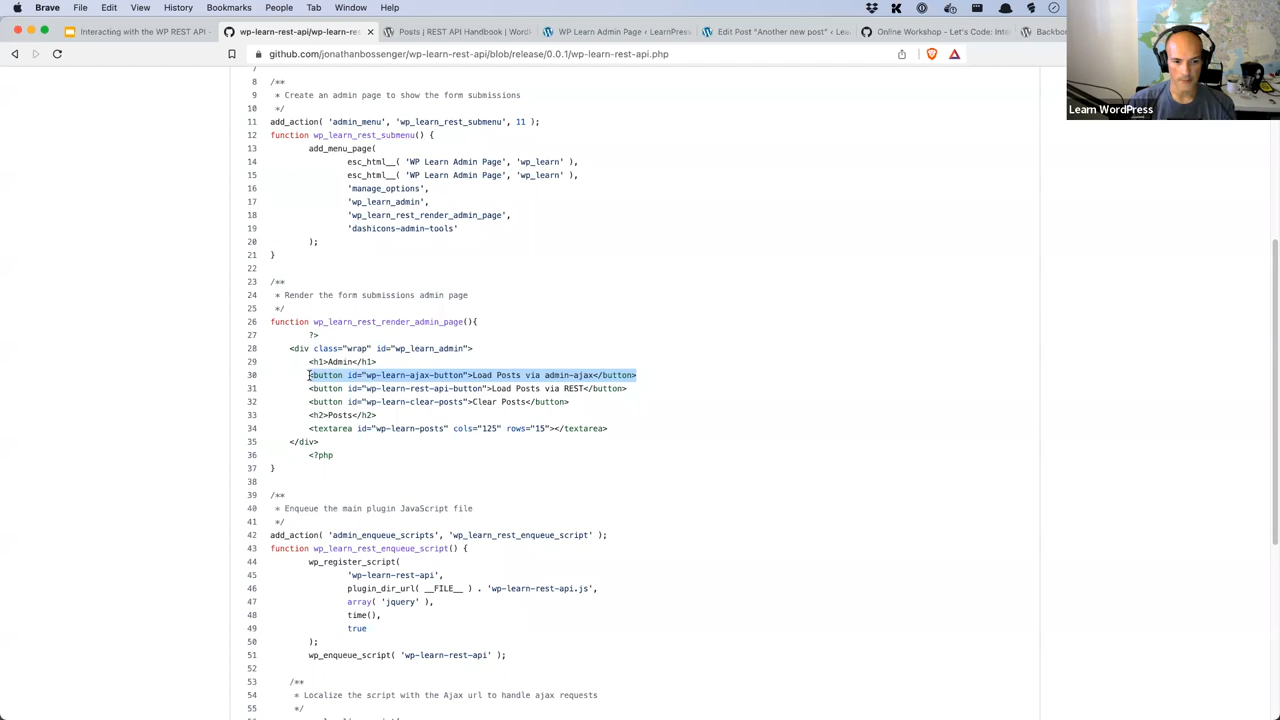 Brave File Edit View History Bookmarks People Tab Window Help
Interacting with the WP REST API - wp-learn-rest-api/wp-learn-res Posts | REST API Handbook | Word WP Learn Admin Page ‹ LearnPress Edit Post "Another new post" ‹ Lea Online Workshop - Let's Code: Inte Backbon
github.com/jonathanbossenger/wp-learn-rest-api/blob/release/0.0.1/wp-learn-rest-api.php
Learn WordPress
7
8 /**
9 * Create an admin page to show the form submissions
10 */
11 add_action( 'admin_menu', 'wp_learn_rest_submenu', 11 );
12 function wp_learn_rest_submenu() {
13 add_menu_page(
14 esc_html__( 'WP Learn Admin Page', 'wp_learn' ),
15 esc_html__( 'WP Learn Admin Page', 'wp_learn' ),
16 'manage_options',
17 'wp_learn_admin',
18 'wp_learn_rest_render_admin_page',
19 'dashicons-admin-tools'
20 );
21 }
22
23 /**
24 * Render the form submissions admin page
25 */
26 function wp_learn_rest_render_admin_page(){
27 ?>
28 <div class="wrap" id="wp_learn_admin">
29 <h1>Admin</h1>
30 <button id="wp-learn-ajax-button">Load Posts via admin-ajax</button>
31 <button id="wp-learn-rest-api-button">Load Posts via REST</button>
32 <button id="wp-learn-clear-posts">Clear Posts</button>
33 <h2>Posts</h2>
34 <textarea id="wp-learn-posts" cols="125" rows="15"></textarea>
35 </div>
36 <?php
37 }
38
39 /**
40 * Enqueue the main plugin JavaScript file
41 */
42 add_action( 'admin_enqueue_scripts', 'wp_learn_rest_enqueue_script' );
43 function wp_learn_rest_enqueue_script() {
44 wp_register_script(
45 'wp-learn-rest-api',
46 plugin_dir_url( __FILE__ ) . 'wp-learn-rest-api.js',
47 array( 'jquery' ),
48 time(),
49 true
50 );
51 wp_enqueue_script( 'wp-learn-rest-api' );
52
53 /**
54 * Localize the script with the Ajax url to handle ajax requests
55 */